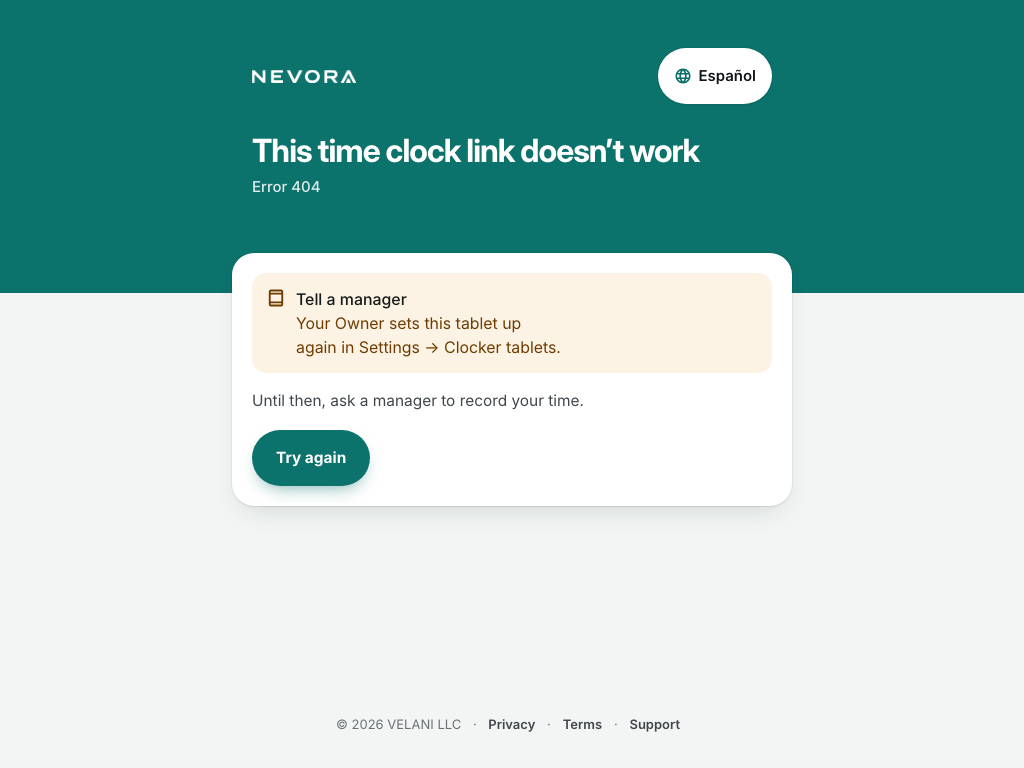 NEVORA
Español
This time clock link doesn’t work
Error 404
Tell a manager
Your Owner sets this tablet up
again in Settings → Clocker tablets.
Until then, ask a manager to record your time.
Try again
© 2026 VELANI LLC · Privacy · Terms · Support